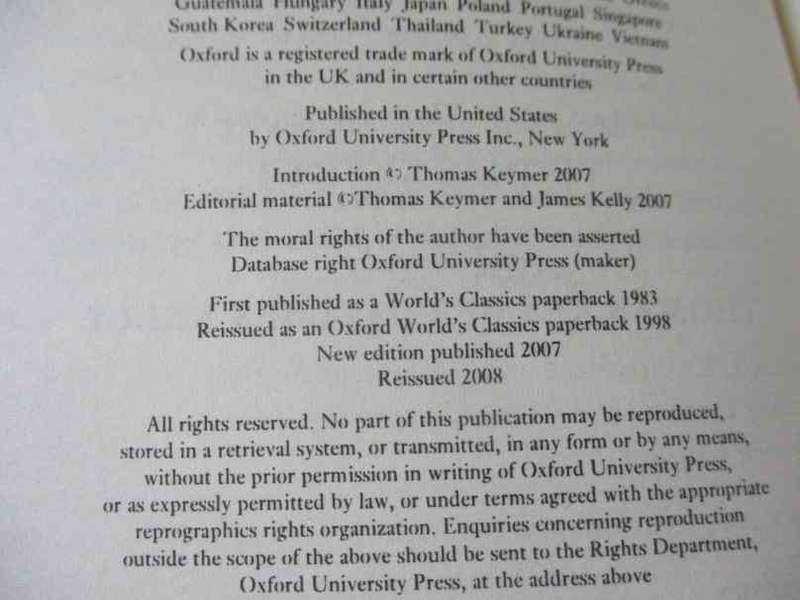 Guatemala Hungary Italy Japan Poland Portugal Singapore
South Korea Switzerland Thailand Turkey Ukraine Vietnam
Oxford is a registered trade mark of Oxford University Press
in the UK and in certain other countries
Published in the United States
by Oxford University Press Inc., New York
Introduction © Thomas Keymer 2007
Editorial material © Thomas Keymer and James Kelly 2007
The moral rights of the author have been asserted
Database right Oxford University Press (maker)
First published as a World's Classics paperback 1983
Reissued as an Oxford World's Classics paperback 1998
New edition published 2007
Reissued 2008
All rights reserved. No part of this publication may be reproduced,
stored in a retrieval system, or transmitted, in any form or by any means,
without the prior permission in writing of Oxford University Press,
or as expressly permitted by law, or under terms agreed with the appropriate
reprographics rights organization. Enquiries concerning reproduction
outside the scope of the above should be sent to the Rights Department,
Oxford University Press, at the address above